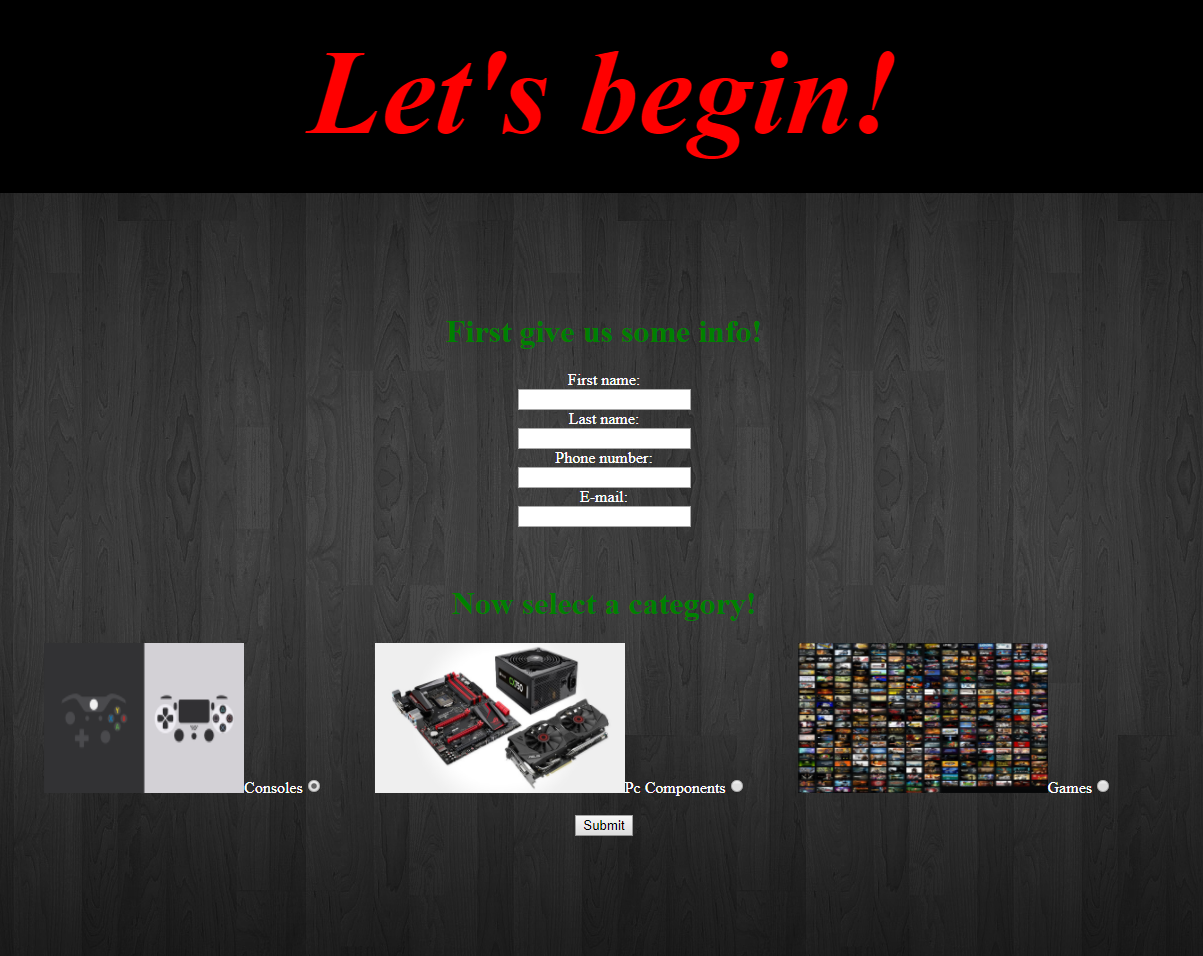 Let's begin!
First give us some info!
First name:
Last name:
Phone number:
E-mail:
Now select a category!
Consoles
Pc Components
Games
Submit